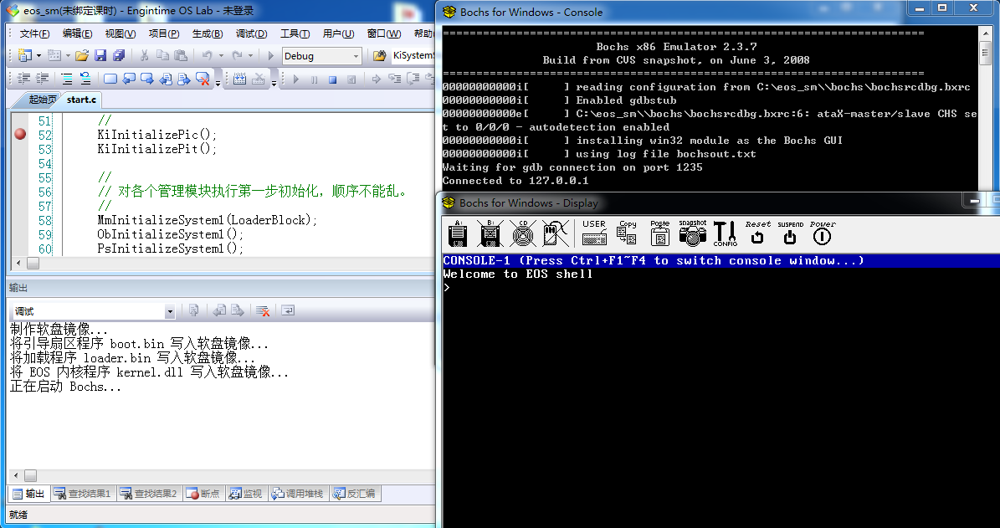 eos_sm(未绑定课时) - Engintime OS Lab - 未登录
文件(F) 编辑(E) 视图(V) 项目(P) 生成(B) 调试(D) 工具(T) 用户(U) 窗口(W) 帮助
Debug KiSystem
起始页 start.c
51 //
52 KiInitializePic();
53 KiInitializePit();
54
55 //
56 // 对各个管理模块执行第一步初始化，顺序不能乱。
57 //
58 MmInitializeSystem1(LoaderBlock);
59 ObInitializeSystem1();
60 PsInitializeSystem1();
输出
调试
制作软盘镜像...
将引导扇区程序 boot.bin 写入软盘镜像...
将加载程序 loader.bin 写入软盘镜像...
将 EOS 内核程序 kernel.dll 写入软盘镜像...
正在启动 Bochs...
输出 查找结果1 查找结果2 断点 监视 调用堆栈 反汇编
就绪
Bochs for Windows - Console
========================================================================
Bochs x86 Emulator 2.3.7
Build from CVS snapshot, on June 3, 2008
========================================================================
00000000000i[     ] reading configuration from C:\eos_sm\\bochs\bochsrcdbg.bxrc
00000000000i[     ] Enabled gdbstub
00000000000e[     ] C:\eos_sm\\bochs\bochsrcdbg.bxrc:6: ataX-master/slave CHS se
t to 0/0/0 - autodetection enabled
00000000000i[     ] installing win32 module as the Bochs GUI
00000000000i[     ] using log file bochsout.txt
Waiting for gdb connection on port 1235
Connected to 127.0.0.1
Bochs for Windows - Display
A: B: CD USER Copy Paste snapshot CONFIG Reset SUSPEND Power
CONSOLE-1 (Press Ctrl+F1~F4 to switch console window...)
Welcome to EOS shell
>